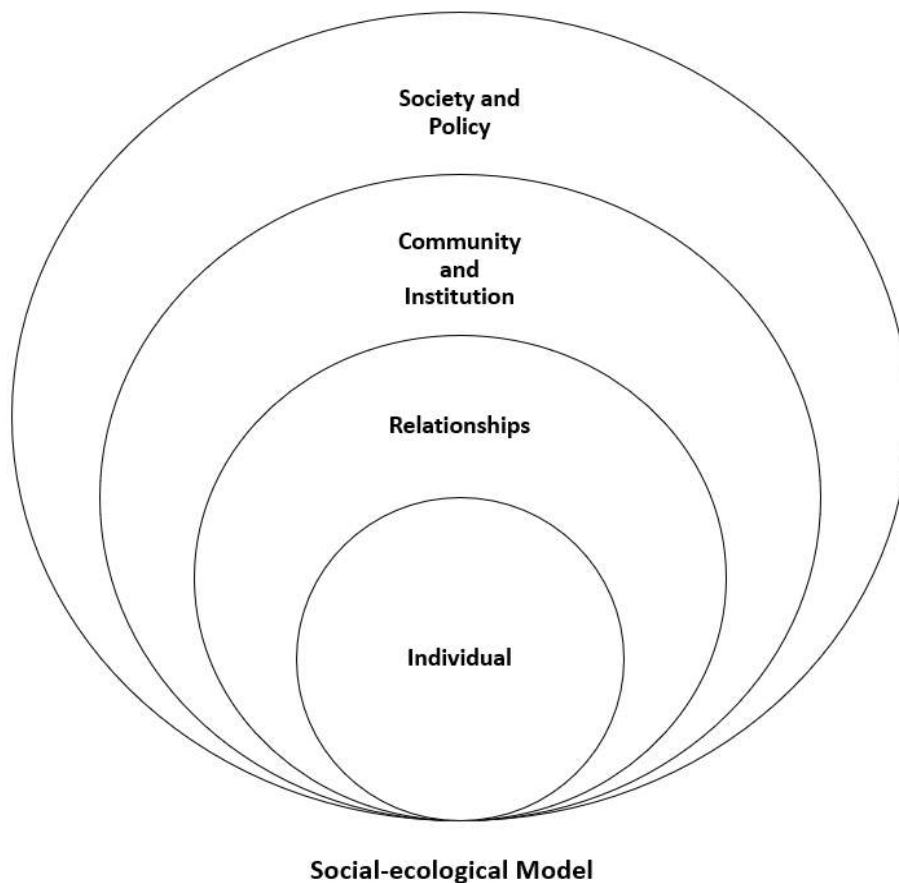 Society and
Policy
Community
and
Institution
Relationships
Individual
Social-ecological Model